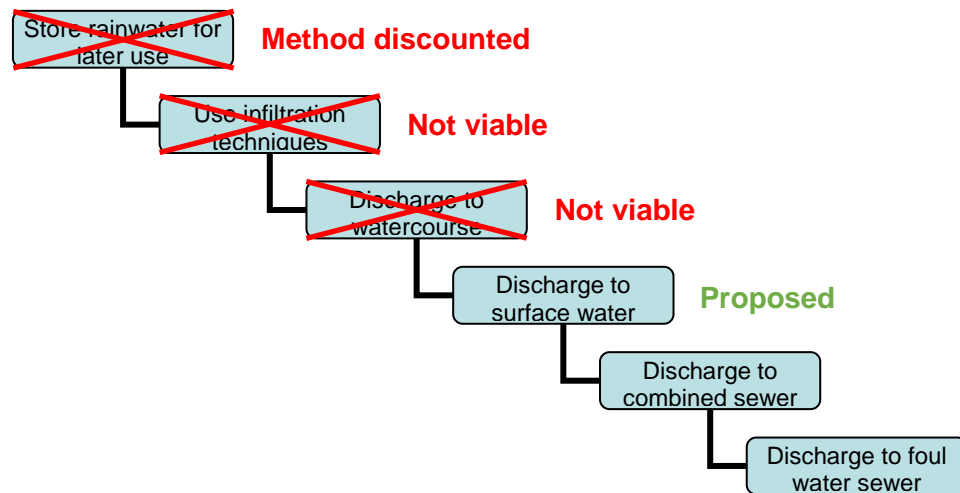 Store rainwater for
later use
Method discounted
Use infiltration
techniques
Not viable
Discharge to
watercourse
Not viable
Discharge to
surface water
Proposed
Discharge to
combined sewer
Discharge to foul
water sewer